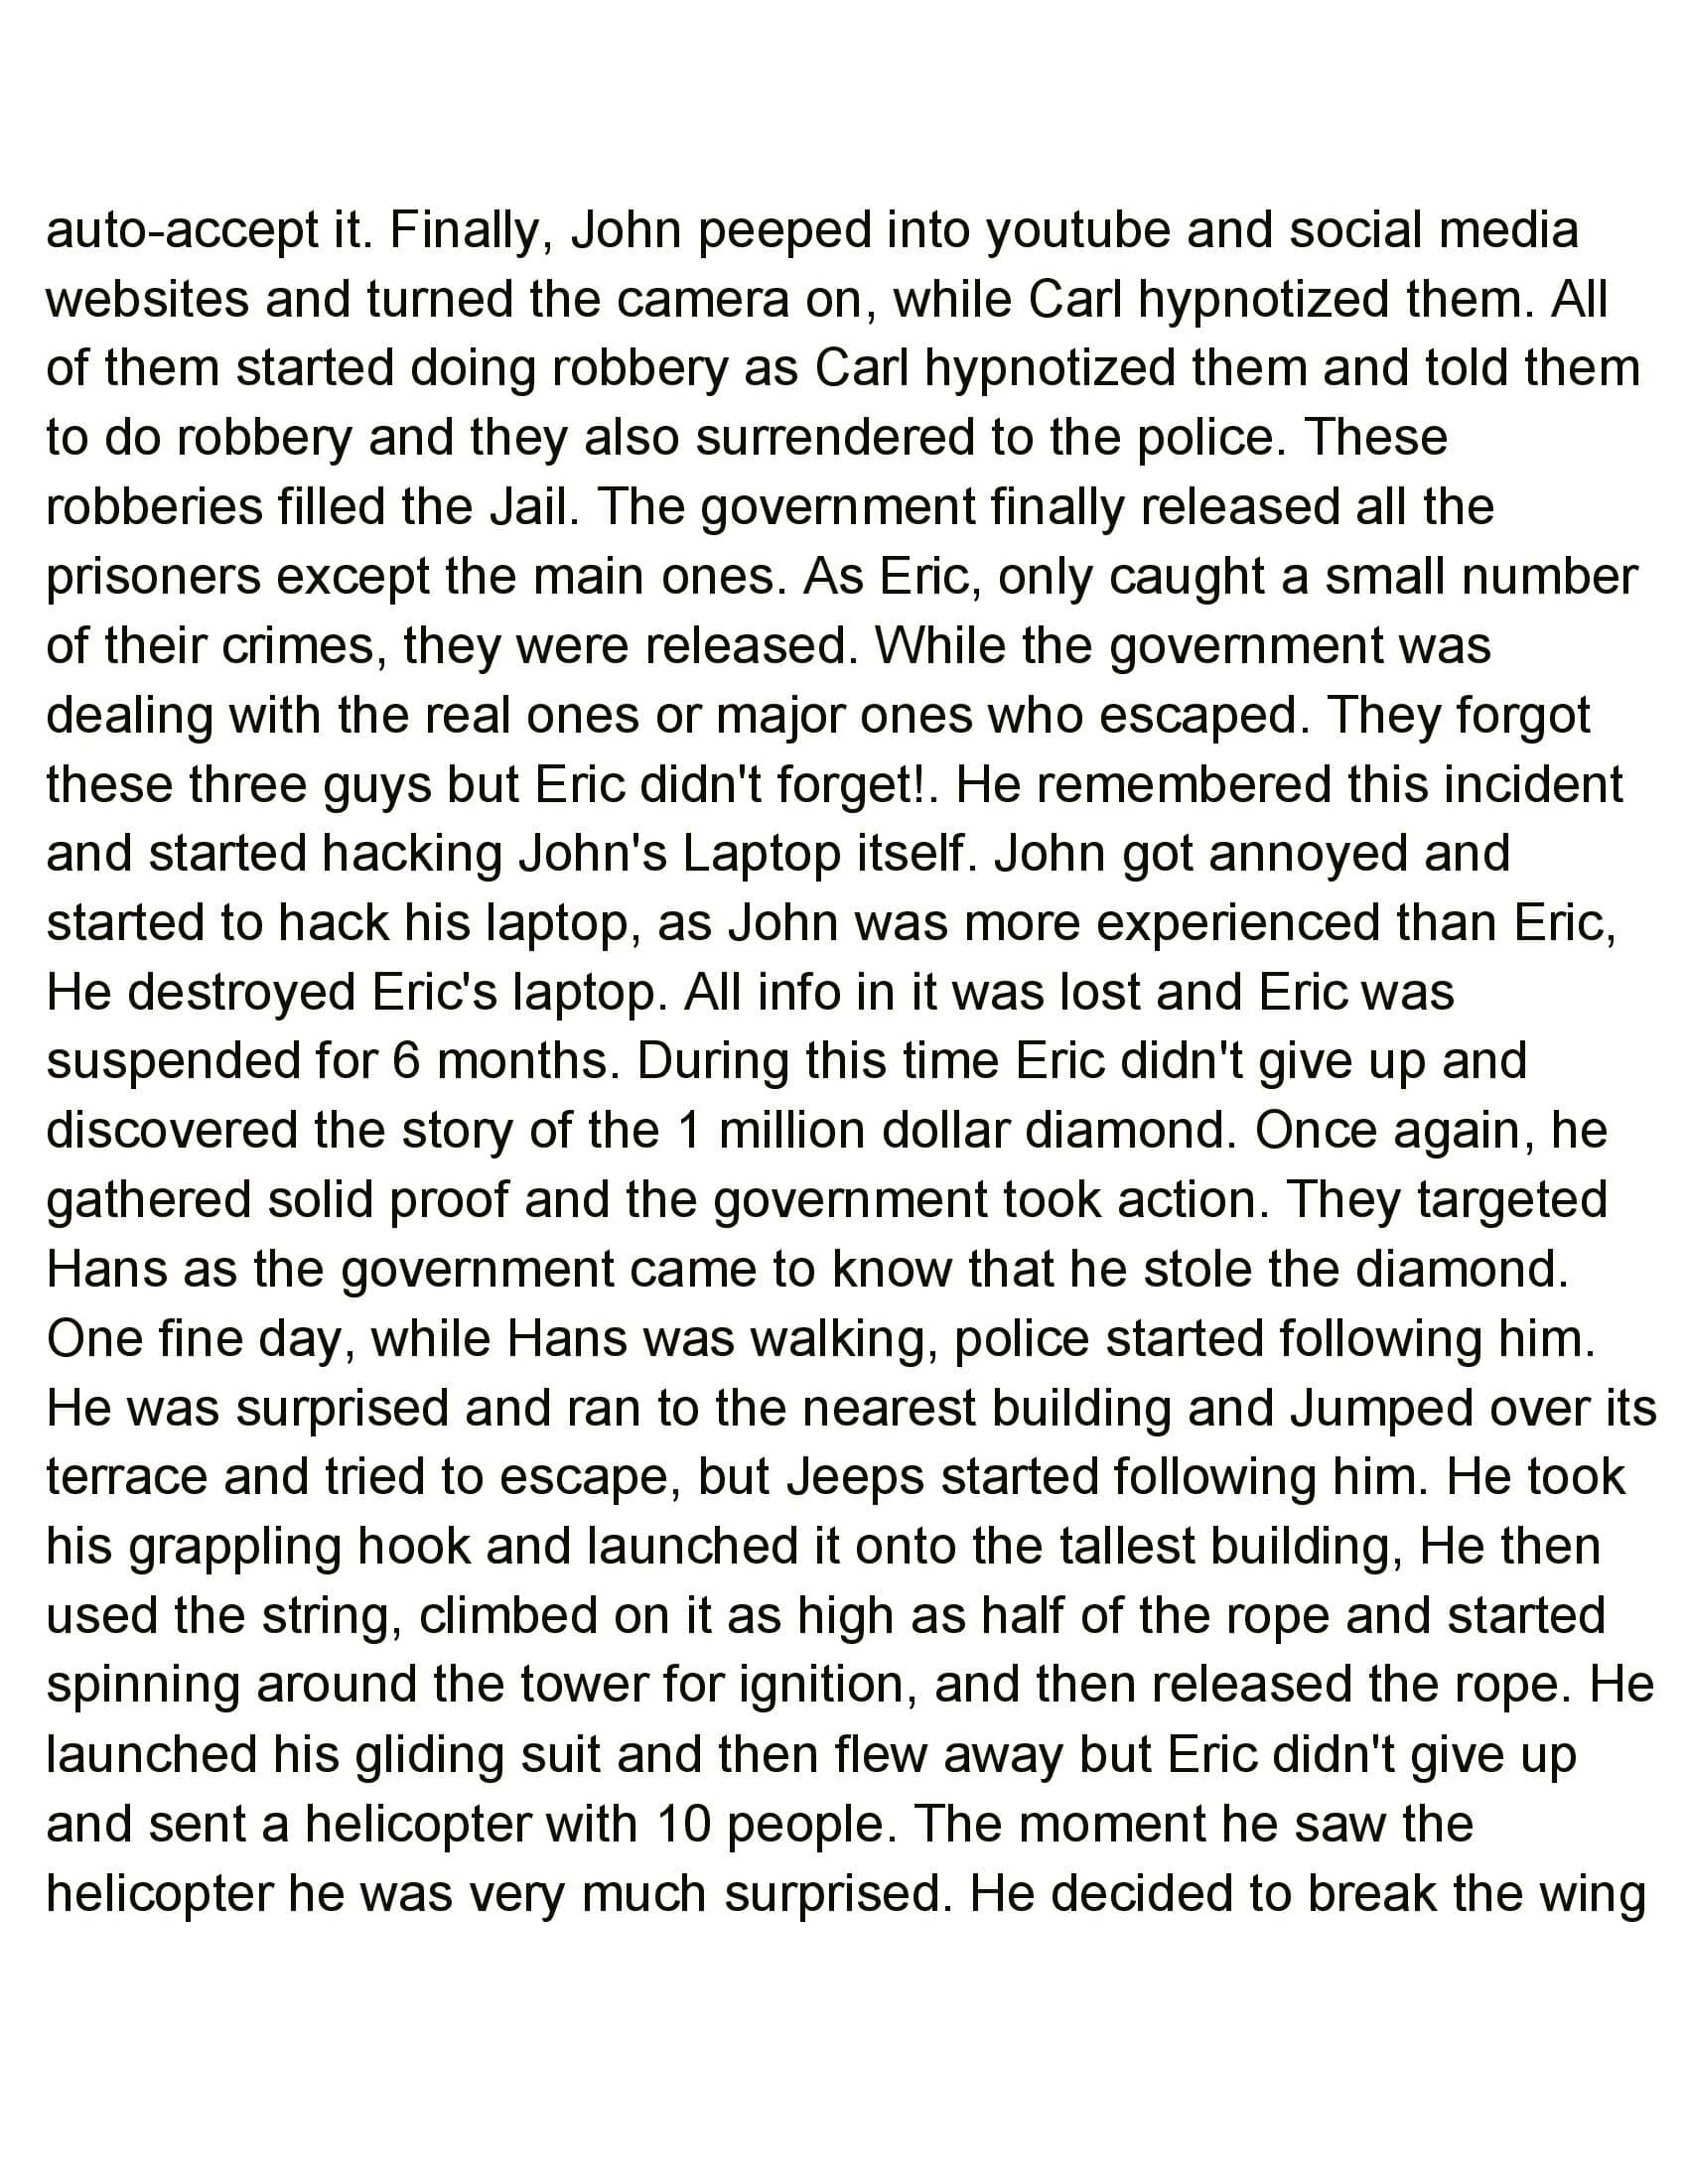 auto-accept it. Finally, John peeped into youtube and social media
websites and turned the camera on, while Carl hypnotized them. All
of them started doing robbery as Carl hypnotized them and told them
to do robbery and they also surrendered to the police. These
robberies filled the Jail. The government finally released all the
prisoners except the main ones. As Eric, only caught a small number
of their crimes, they were released. While the government was
dealing with the real ones or major ones who escaped. They forgot
these three guys but Eric didn't forget!. He remembered this incident
and started hacking John's Laptop itself. John got annoyed and
started to hack his laptop, as John was more experienced than Eric,
He destroyed Eric's laptop. All info in it was lost and Eric was
suspended for 6 months. During this time Eric didn't give up and
discovered the story of the 1 million dollar diamond. Once again, he
gathered solid proof and the government took action. They targeted
Hans as the government came to know that he stole the diamond.
One fine day, while Hans was walking, police started following him.
He was surprised and ran to the nearest building and Jumped over its
terrace and tried to escape, but Jeeps started following him. He took
his grappling hook and launched it onto the tallest building, He then
used the string, climbed on it as high as half of the rope and started
spinning around the tower for ignition, and then released the rope. He
launched his gliding suit and then flew away but Eric didn't give up
and sent a helicopter with 10 people. The moment he saw the
helicopter he was very much surprised. He decided to break the wing